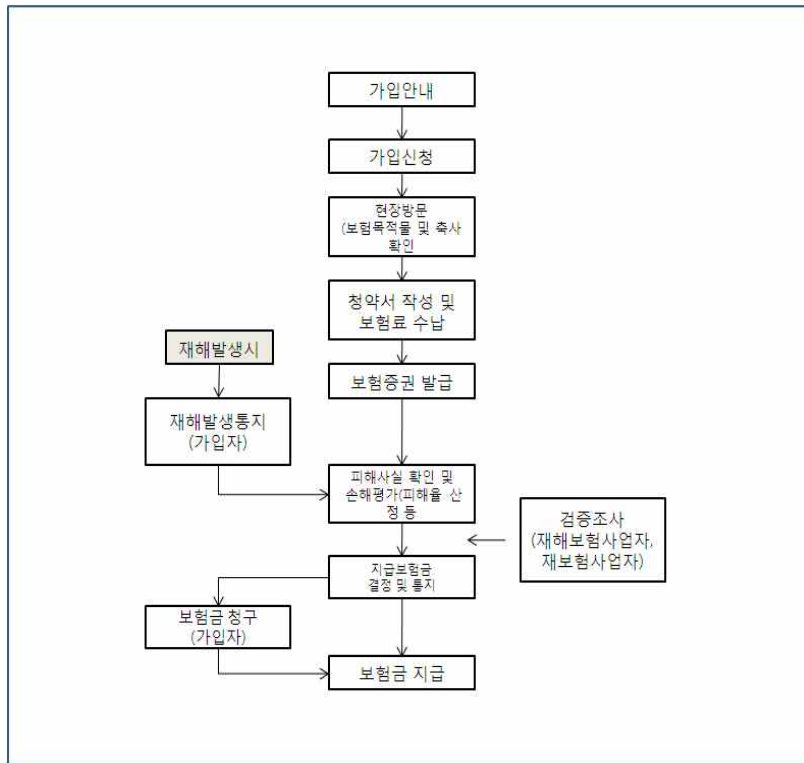 가입안내
가입신청
현장방문
(보험목적물 및 축사
확인
청약서 작성 및
보험료 수납
재해발생시
보험증권 발급
재해발생통지
(가입자)
피해사실 확인 및
손해평가(피해율 산
정 등
검증조사
(재해보험사업자,
재보험사업자)
지급보험금
결정 및 통지
보험금 청구
(가입자)
보험금 지급